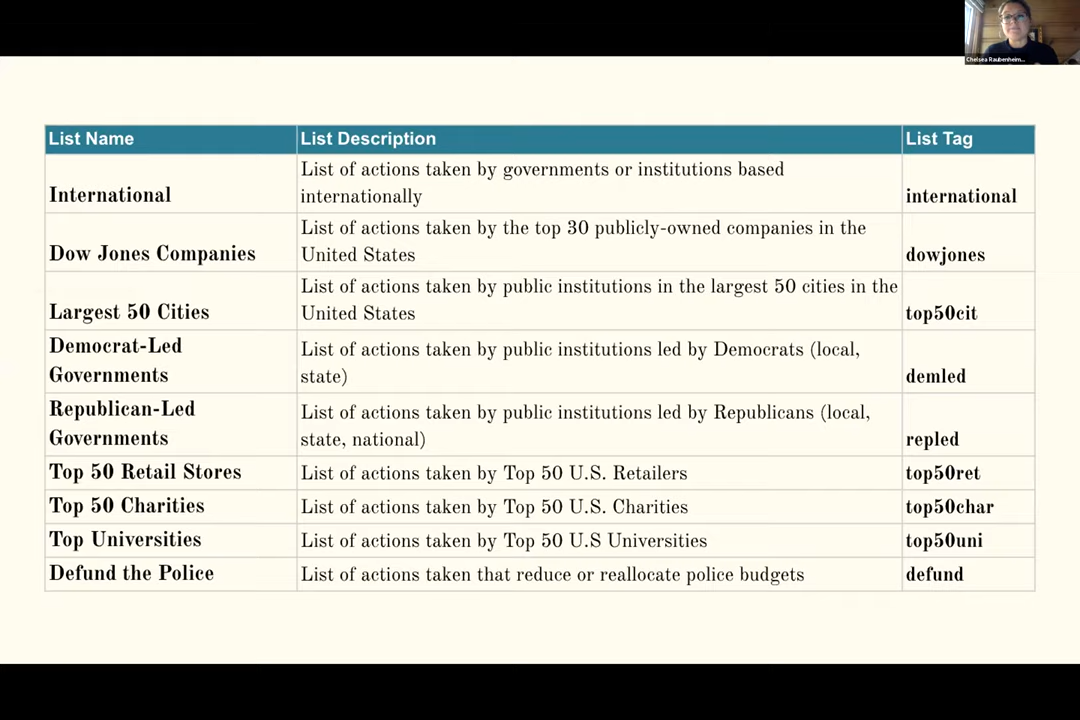 Chelsea Raubenheim...
List Name List Description List Tag
List of actions taken by governments or institutions based
International internationally international
List of actions taken by the top 30 publicly-owned companies in the
Dow Jones Companies United States dowjones
List of actions taken by public institutions in the largest 50 cities in the
Largest 50 Cities United States top50cit
Democrat-Led List of actions taken by public institutions led by Democrats (local,
Governments state) demled
Republican-Led List of actions taken by public institutions led by Republicans (local,
Governments state, national) repled
Top 50 Retail Stores List of actions taken by Top 50 U.S. Retailers top50ret
Top 50 Charities List of actions taken by Top 50 U.S. Charities top50char
Top Universities List of actions taken by Top 50 U.S Universities top50uni
Defund the Police List of actions taken that reduce or reallocate police budgets defund